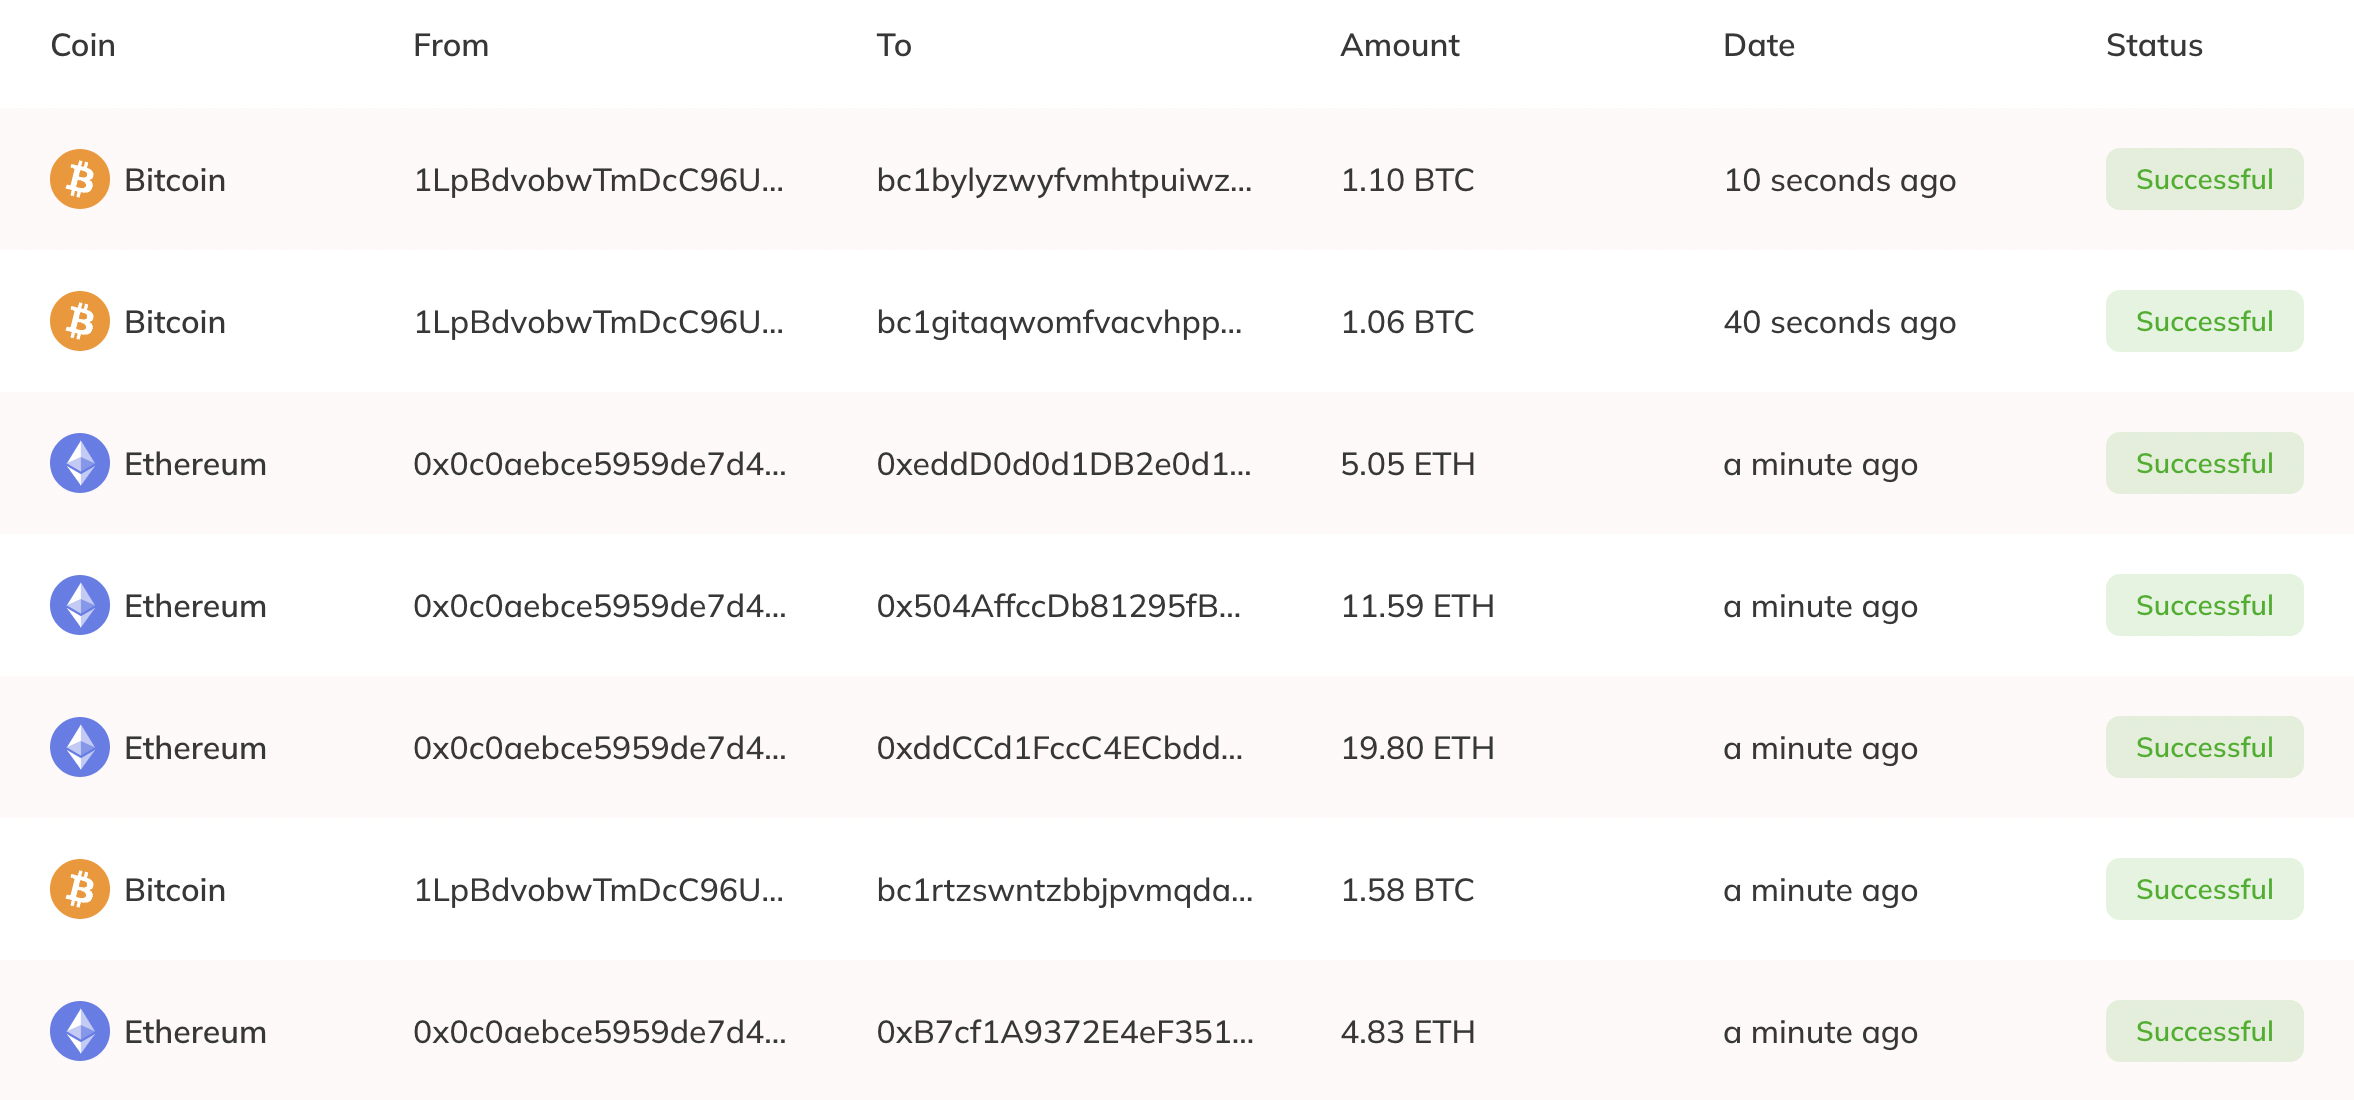 Coin From To Amount Date Status
Bitcoin 1LpBdvobwTmDcC96U... bc1bylyzwyfvmhtpuiwz... 1.10 BTC 10 seconds ago Successful
Bitcoin 1LpBdvobwTmDcC96U... bc1gitaqwomfvacvhpp... 1.06 BTC 40 seconds ago Successful
Ethereum 0x0c0aebce5959de7d4... 0xeddD0d0d1DB2e0d1... 5.05 ETH a minute ago Successful
Ethereum 0x0c0aebce5959de7d4... 0x504AffccDb81295fB... 11.59 ETH a minute ago Successful
Ethereum 0x0c0aebce5959de7d4... 0xddCCd1FccC4ECbdd... 19.80 ETH a minute ago Successful
Bitcoin 1LpBdvobwTmDcC96U... bc1rtzswntzbbjpvmqda... 1.58 BTC a minute ago Successful
Ethereum 0x0c0aebce5959de7d4... 0xB7cf1A9372E4eF351... 4.83 ETH a minute ago Successful